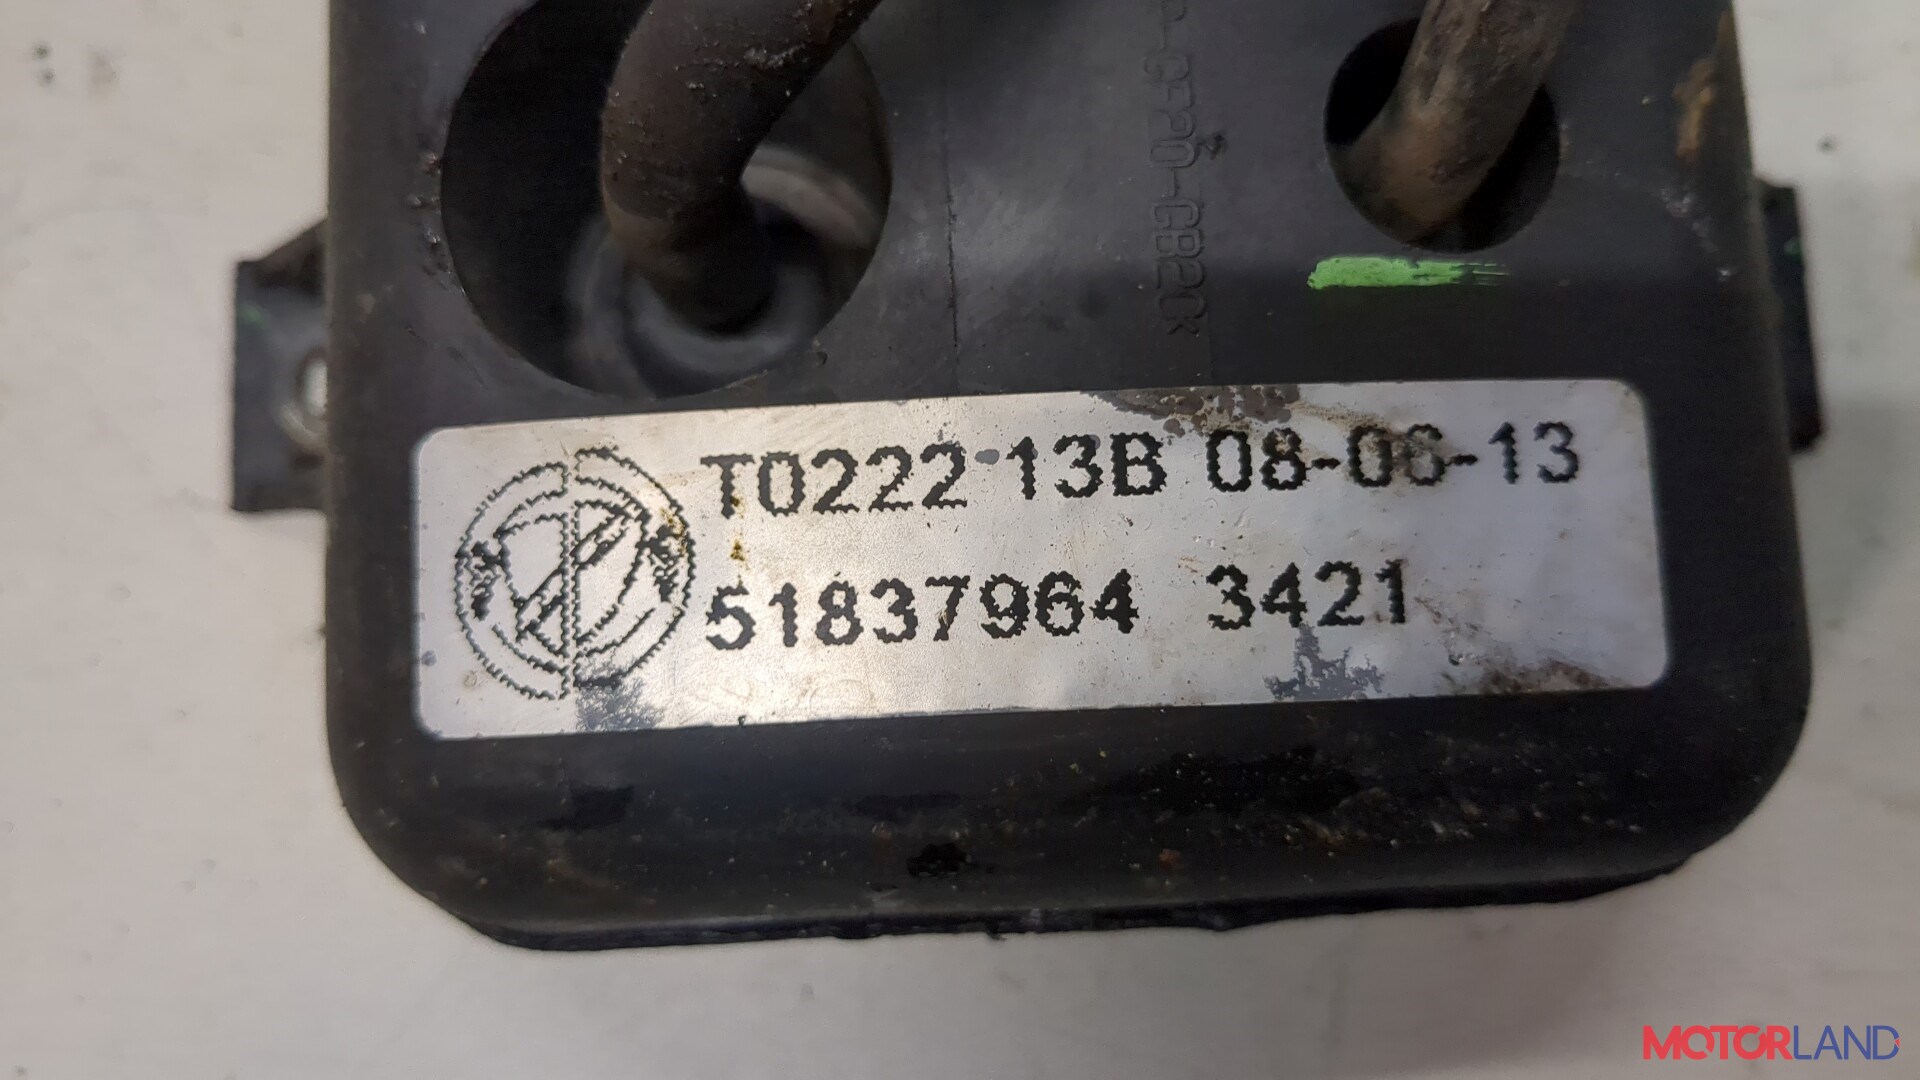 T0222 13B 08-06-13
51837964 3421
MOTORLAND